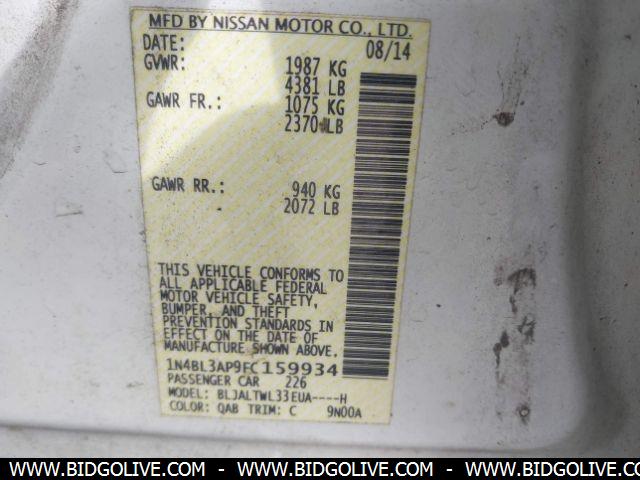 MFD BY NISSAN MOTOR CO., LTD.
DATE: 08/14
GVWR: 1987 KG
4381 LB
GAWR FR.: 1075 KG
2370 LB
GAWR RR.: 940 KG
2072 LB
THIS VEHICLE CONFORMS TO
ALL APPLICABLE FEDERAL
MOTOR VEHICLE SAFETY,
BUMPER, AND THEFT
PREVENTION STANDARDS IN
EFFECT ON THE DATE OF
MANUFACTURE SHOWN ABOVE.
1N4BL3AP9FC159934
PASSENGER CAR 226
MODEL: BLJALTWL33EUA----H
COLOR: QAB TRIM: C 9N00A
WWW.BIDGOLIVE.COM - WWW.BIDGOLIVE.COM - WWW.BIDGOLIVE.COM